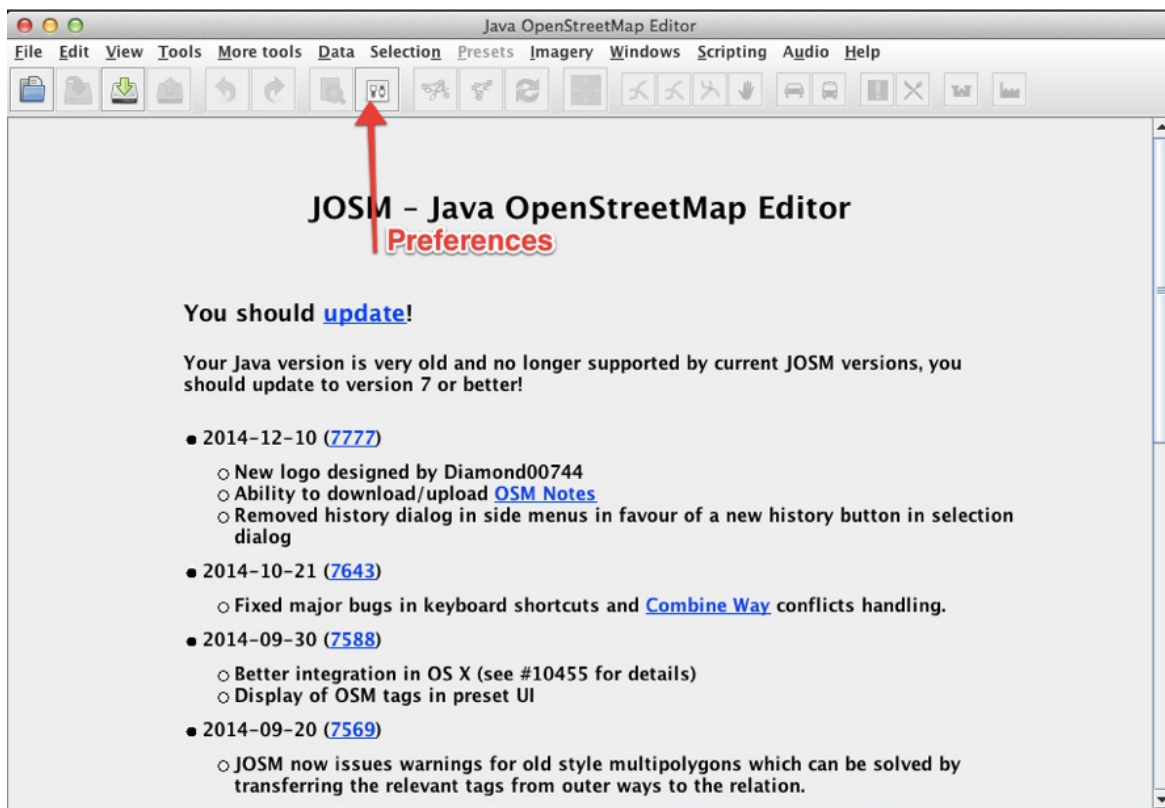 Java OpenStreetMap Editor
File Edit View Tools More tools Data Selection Presets Imagery Windows Scripting Audio Help
JOSM – Java OpenStreetMap Editor
Preferences
You should update!
Your Java version is very old and no longer supported by current JOSM versions, you
should update to version 7 or better!
2014-12-10 (7777)
New logo designed by Diamond00744
Ability to download/upload OSM Notes
Removed history dialog in side menus in favour of a new history button in selection
dialog
2014-10-21 (7643)
Fixed major bugs in keyboard shortcuts and Combine Way conflicts handling.
2014-09-30 (7588)
Better integration in OS X (see #10455 for details)
Display of OSM tags in preset UI
2014-09-20 (7569)
JOSM now issues warnings for old style multipolygons which can be solved by
transferring the relevant tags from outer ways to the relation.